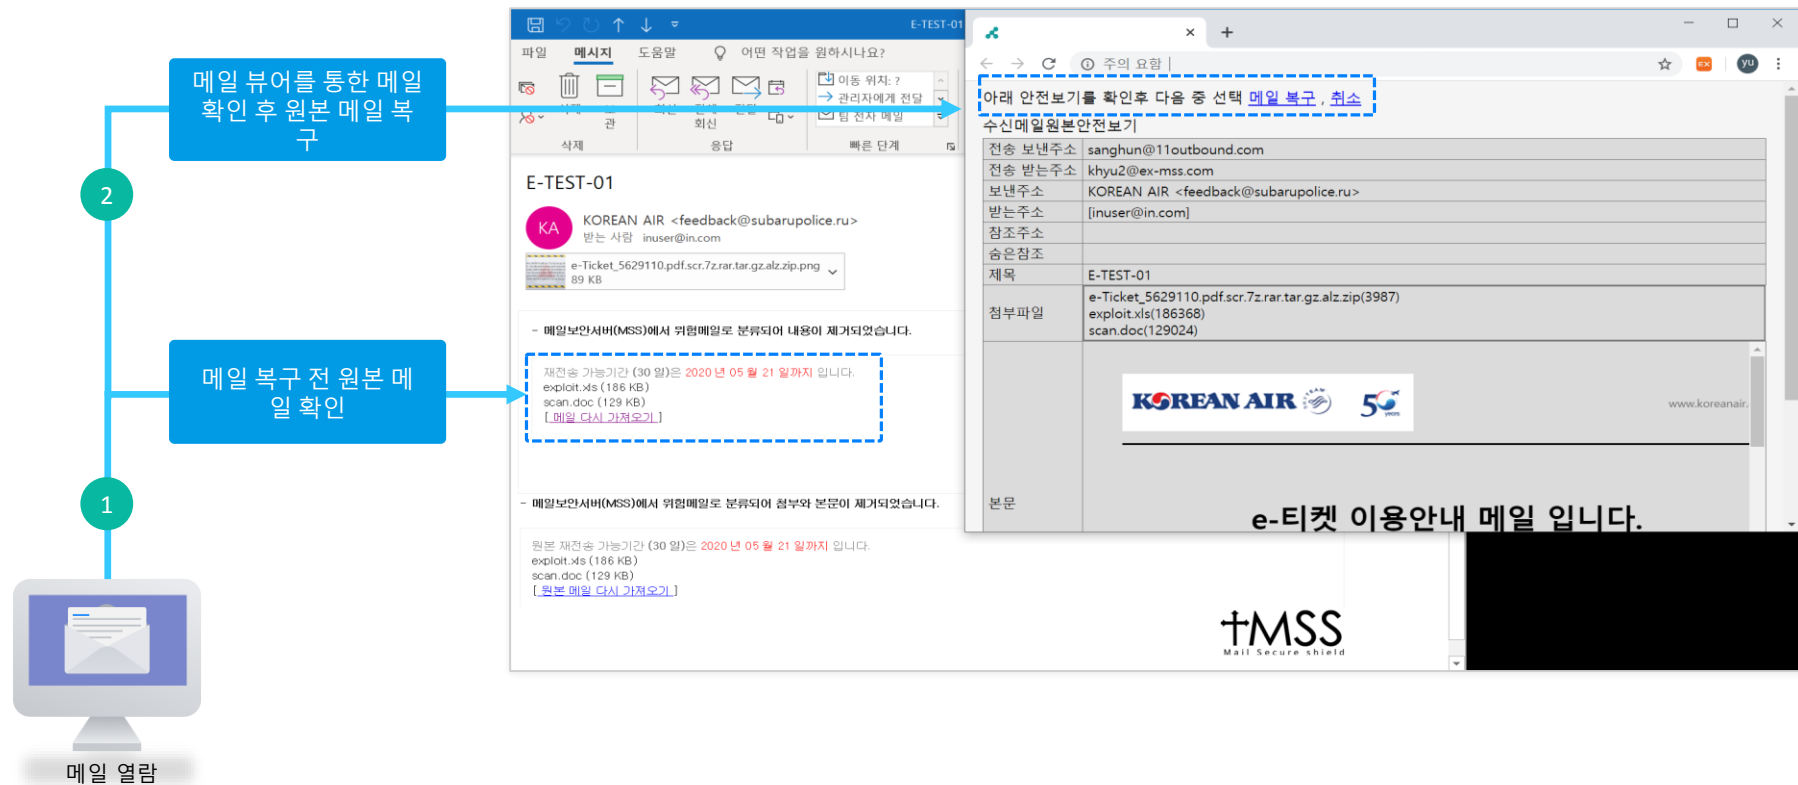 메일 뷰어를 통한 메일
확인 후 원본 메일 복
구
2
메일 복구 전 원본 메
일 확인
1
메일 열람
E-TEST-01
파일 메시지 도움말 어떤 작업을 원하시나요?
관
회신
이동 위치: ?
관리자에게 전달
팀 전자 메일
삭제 응답 빠른 단계
E-TEST-01
KA
KOREAN AIR <feedback@subarupolice.ru>
받는 사람 inuser@in.com
e-Ticket_5629110.pdf.scr.7z.rar.tar.gz.alz.zip.png
89 KB
- 메일보안서버(MSS)에서 위험메일로 분류되어 내용이 제거되었습니다.
재전송 가능기간 (30 일)은 2020 년 05 월 21 일까지 입니다.
exploit.xls (186 KB)
scan.doc (129 KB)
[ 메일 다시 가져오기 ]
- 메일보안서버(MSS)에서 위험메일로 분류되어 첨부와 본문이 제거되었습니다.
원본 재전송 가능기간 (30 일)은 2020 년 05 월 21 일까지 입니다.
exploit.xls (186 KB)
scan.doc (129 KB)
[ 원본 메일 다시 가져오기 ]
MSS
Mail Secure shield
주의 요함
EX
yu
아래 안전보기를 확인후 다음 중 선택 메일 복구 , 취소
수신메일원본안전보기
전송 보낸주소 sanghun@11outbound.com
전송 받는주소 khyu2@ex-mss.com
보낸주소 KOREAN AIR <feedback@subarupolice.ru>
받는주소 [inuser@in.com]
참조주소
숨은참조
제목 E-TEST-01
첨부파일
e-Ticket_5629110.pdf.scr.7z.rar.tar.gz.alz.zip(3987)
exploit.xls(186368)
scan.doc(129024)
KOREAN AIR 50 years
www.koreanair.
본문
e-티켓 이용안내 메일 입니다.